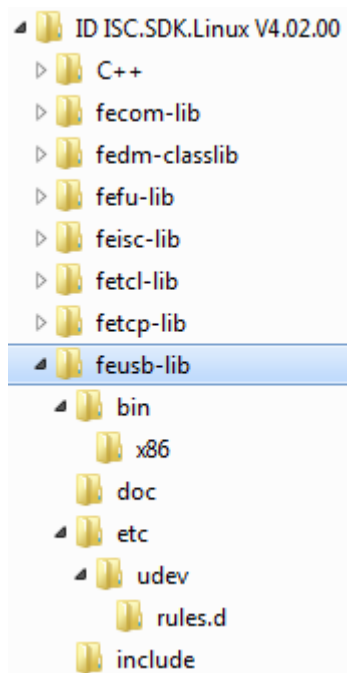 ID ISC.SDK.Linux V4.02.00
C++
fecom-lib
fedm-classlib
fefu-lib
feisc-lib
fetcl-lib
fetcp-lib
feusb-lib
bin
x86
doc
etc
udev
rules.d
include